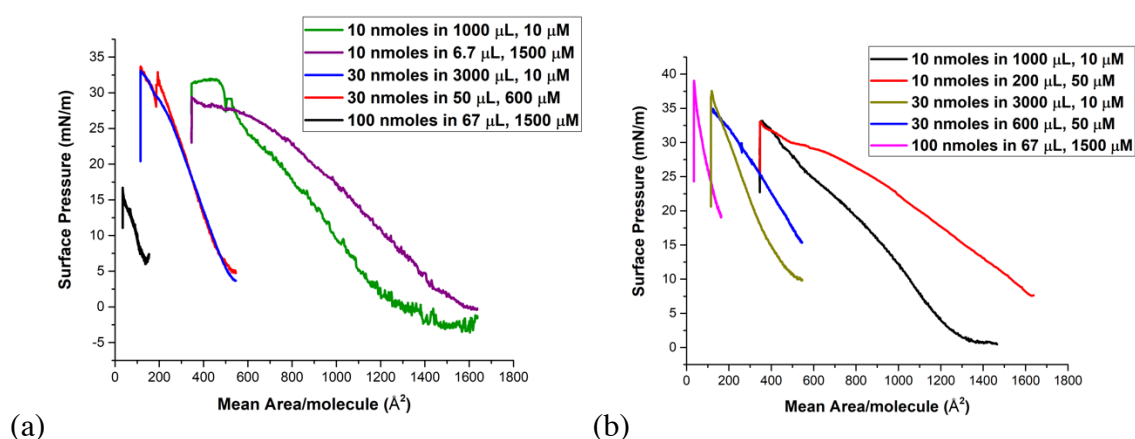 10 nmoles in 1000 μL, 10 μM
10 nmoles in 6.7 μL, 1500 μM
30 nmoles in 3000 μL, 10 μM
30 nmoles in 50 μL, 600 μM
100 nmoles in 67 μL, 1500 μM
Surface Pressure (mN/m)
35
30
25
20
15
10
5
0
-5
0 200 400 600 800 1000 1200 1400 1600 1800
Mean Area/molecule (Å²)
(a)
10 nmoles in 1000 μL, 10 μM
10 nmoles in 200 μL, 50 μM
30 nmoles in 3000 μL, 10 μM
30 nmoles in 600 μL, 50 μM
100 nmoles in 67 μL, 1500 μM
Surface Pressure (mN/m)
40
35
30
25
20
15
10
5
0
0 200 400 600 800 1000 1200 1400 1600 1800
Mean Area/molecule (Å²)
(b)